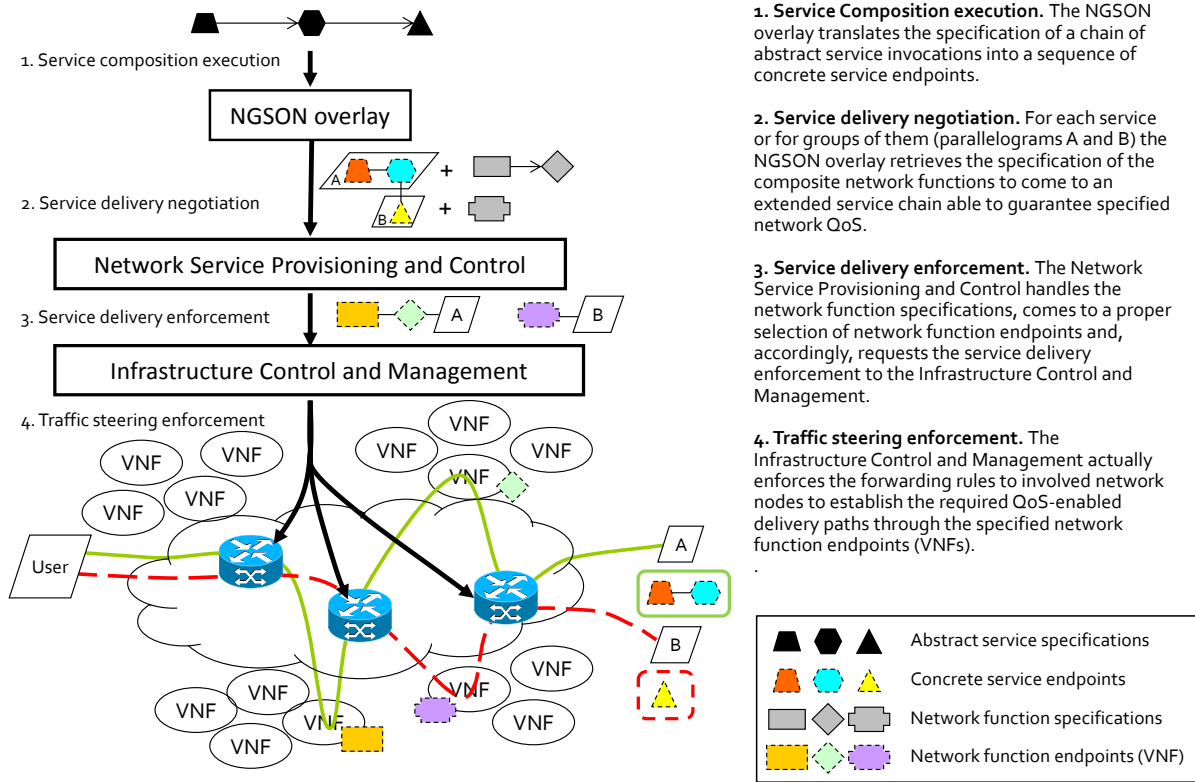 1. Service composition execution
NGSON overlay
A
+
B
+
2. Service delivery negotiation
Network Service Provisioning and Control
3. Service delivery enforcement
A
B
Infrastructure Control and Management
4. Traffic steering enforcement
VNF
VNF
VNF
VNF
VNF
VNF
VNF
VNF
User
A
B
VNF
VNF
VNF
VNF
VNF
VNF
VNF
VNF
1. Service Composition execution. The NGSON
overlay translates the specification of a chain of
abstract service invocations into a sequence of
concrete service endpoints.
2. Service delivery negotiation. For each service
or for groups of them (parallelograms A and B) the
NGSON overlay retrieves the specification of the
composite network functions to come to an
extended service chain able to guarantee specified
network QoS.
3. Service delivery enforcement. The Network
Service Provisioning and Control handles the
network function specifications, comes to a proper
selection of network function endpoints and,
accordingly, requests the service delivery
enforcement to the Infrastructure Control and
Management.
4. Traffic steering enforcement. The
Infrastructure Control and Management actually
enforces the forwarding rules to involved network
nodes to establish the required QoS-enabled
delivery paths through the specified network
function endpoints (VNFs).
.
Abstract service specifications
Concrete service endpoints
Network function specifications
Network function endpoints (VNF)